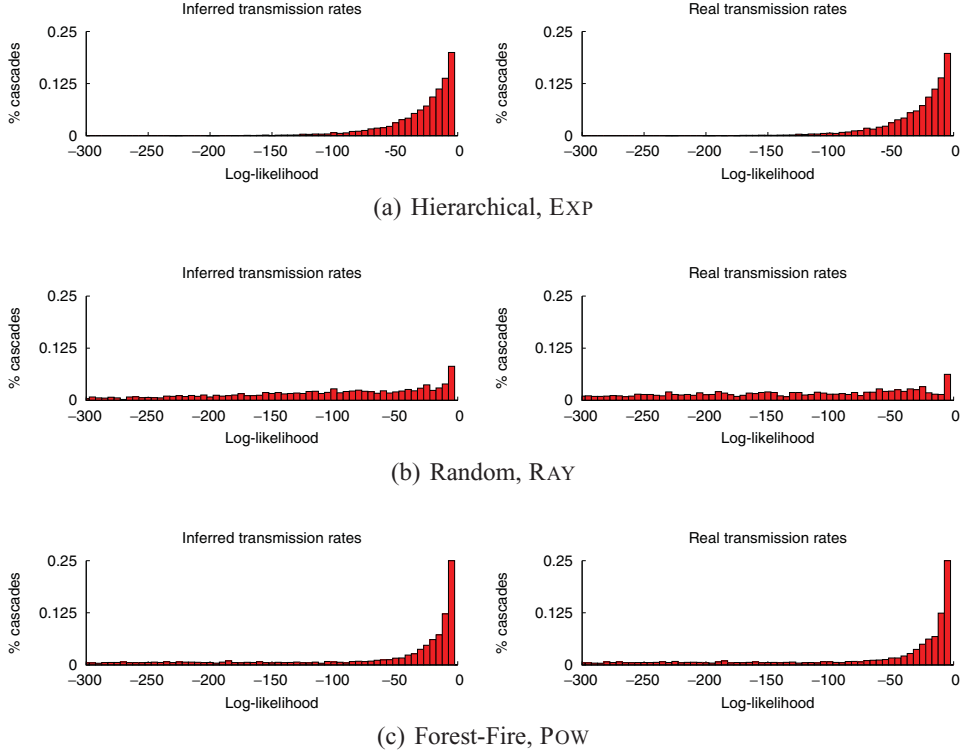 Inferred transmission rates
Real transmission rates
% cascades
0.25
0.125
0
−300 −250 −200 −150 −100 −50 0
Log-likelihood
% cascades
0.25
0.125
0
−300 −250 −200 −150 −100 -50 0
Log-likelihood
(a) Hierarchical, EXP
Inferred transmission rates
Real transmission rates
% cascades
0.25
0.125
0
−300 −250 −200 −150 −100 −50 0
Log-likelihood
% cascades
0.25
0.125
0
−300 −250 −200 −150 −100 −50 0
Log-likelihood
(b) Random, RAY
Inferred transmission rates
Real transmission rates
% cascades
0.25
0.125
0
−300 −250 −200 −150 −100 −50 0
Log-likelihood
% cascades
0.25
0.125
0
−300 −250 −200 −150 −100 −50 0
Log-likelihood
(c) Forest-Fire, POW